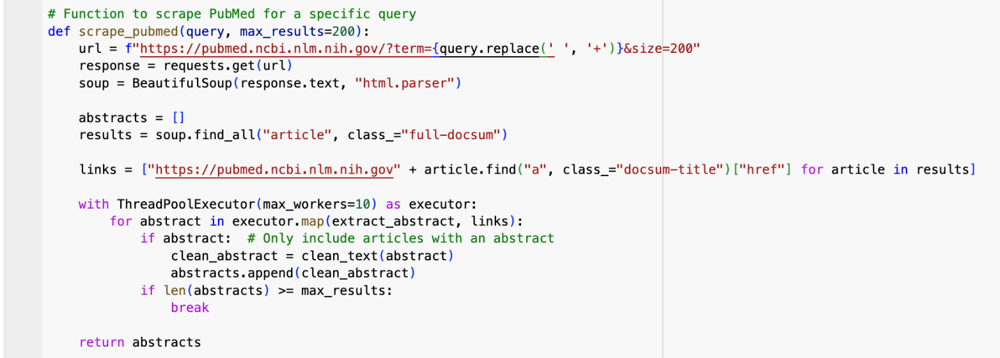 # Function to scrape PubMed for a specific query
def scrape_pubmed(query, max_results=200):
    url = f"https://pubmed.ncbi.nlm.nih.gov/?term={query.replace(' ', '+')}&size=200"
    response = requests.get(url)
    soup = BeautifulSoup(response.text, "html.parser")

    abstracts = []
    results = soup.find_all("article", class_="full-docsum")

    links = ["https://pubmed.ncbi.nlm.nih.gov" + article.find("a", class_="docsum-title")["href"] for article in results]

    with ThreadPoolExecutor(max_workers=10) as executor:
        for abstract in executor.map(extract_abstract, links):
            if abstract:  # Only include articles with an abstract
                clean_abstract = clean_text(abstract)
                abstracts.append(clean_abstract)
            if len(abstracts) >= max_results:
                break

    return abstracts